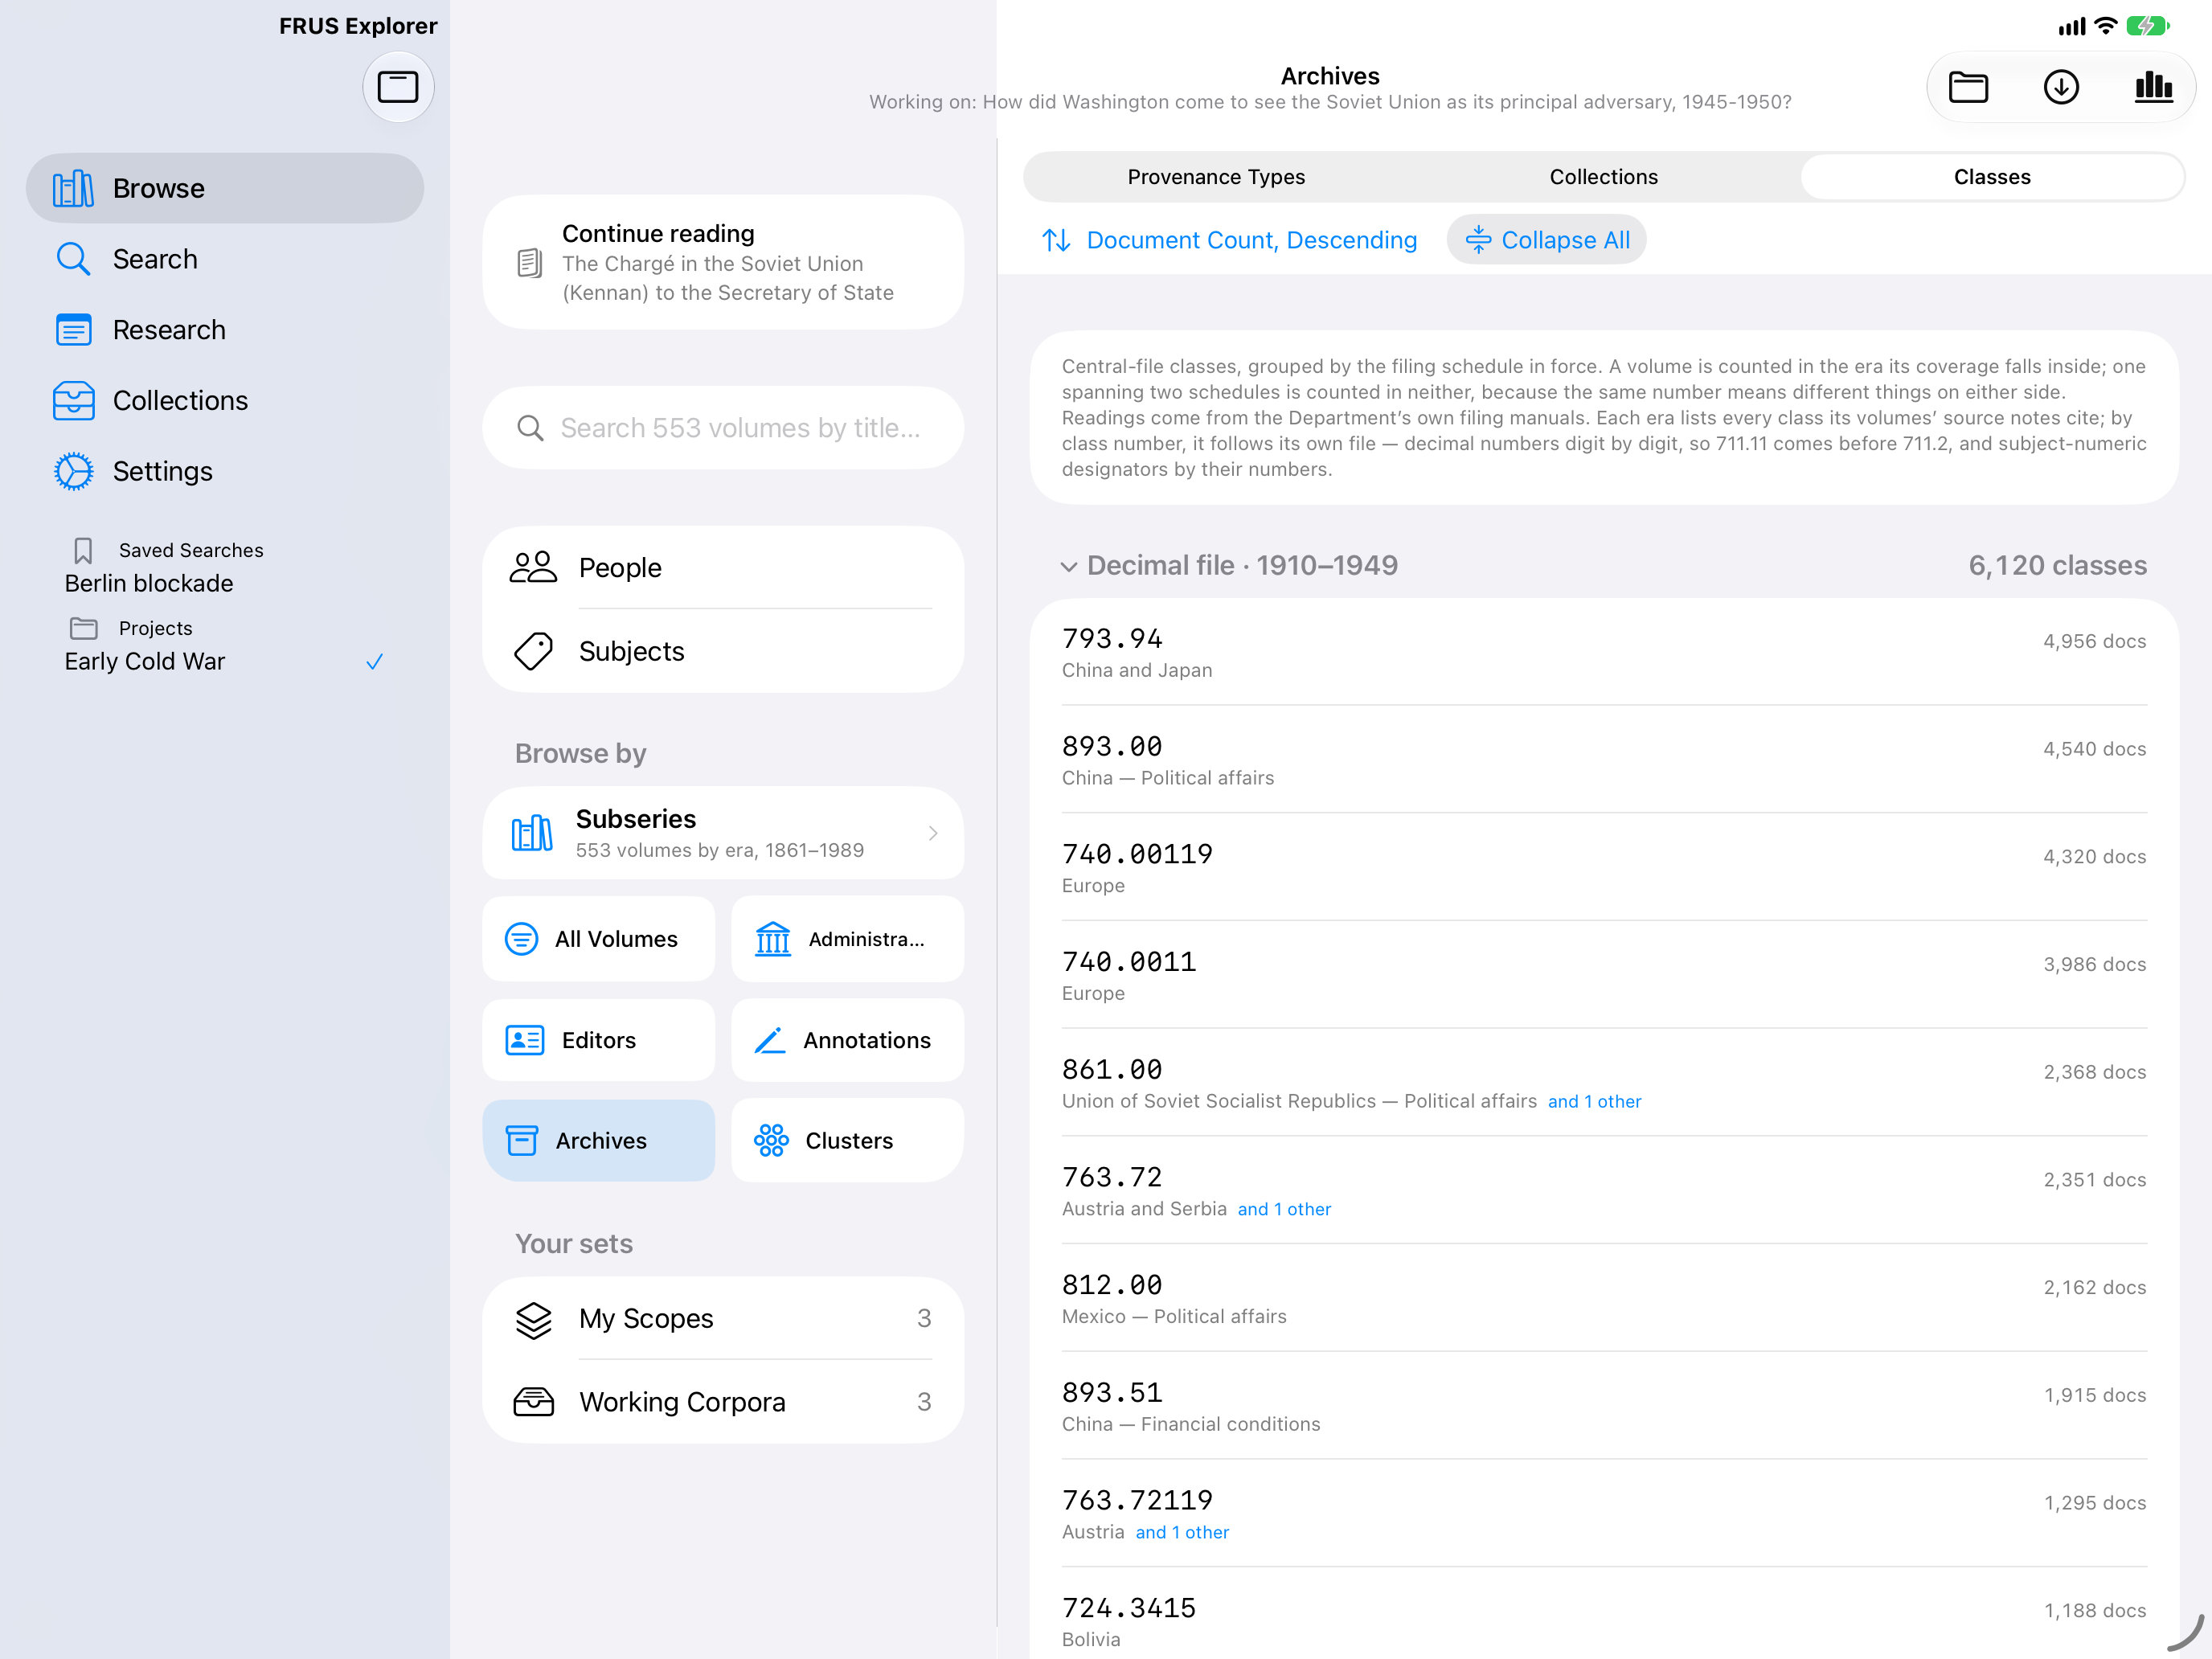 FRUS Explorer
Browse
Search
Research
Collections
Settings
Saved Searches
Berlin blockade
Projects
Early Cold War
Continue reading
The Chargé in the Soviet Union
(Kennan) to the Secretary of State
Search 553 volumes by title...
People
Subjects
Browse by
Subseries
553 volumes by era, 1861–1989
All Volumes
Administra...
Editors
Annotations
Archives
Clusters
Your sets
My Scopes 3
Working Corpora 3
Archives
Working on: How did Washington come to see the Soviet Union as its principal adversary, 1945-1950?
Provenance Types Collections Classes
Document Count, Descending Collapse All
Central-file classes, grouped by the filing schedule in force. A volume is counted in the era its coverage falls inside; one
spanning two schedules is counted in neither, because the same number means different things on either side.
Readings come from the Department’s own filing manuals. Each era lists every class its volumes’ source notes cite; by
class number, it follows its own file — decimal numbers digit by digit, so 711.11 comes before 711.2, and subject-numeric
designators by their numbers.
Decimal file · 1910–1949 6,120 classes
793.94 4,956 docs
China and Japan
893.00 4,540 docs
China — Political affairs
740.00119 4,320 docs
Europe
740.0011 3,986 docs
Europe
861.00 2,368 docs
Union of Soviet Socialist Republics — Political affairs and 1 other
763.72 2,351 docs
Austria and Serbia and 1 other
812.00 2,162 docs
Mexico — Political affairs
893.51 1,915 docs
China — Financial conditions
763.72119 1,295 docs
Austria and 1 other
724.3415 1,188 docs
Bolivia